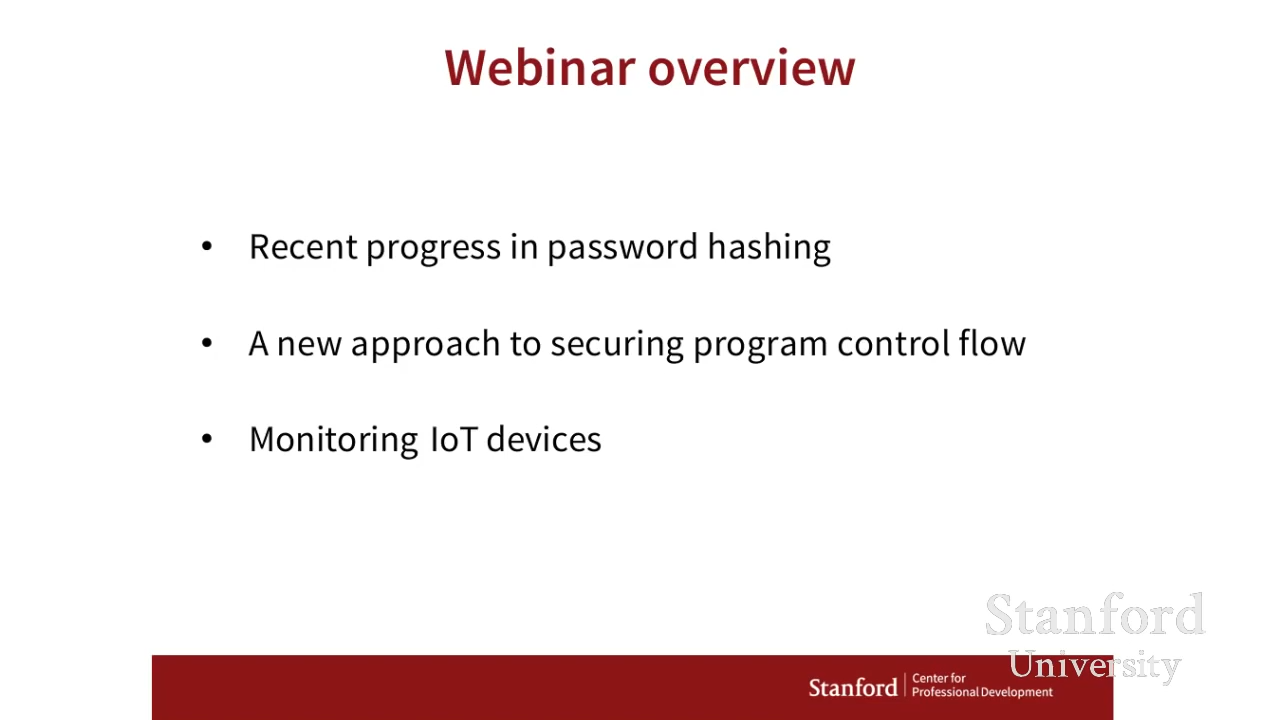 Webinar overview
• Recent progress in password hashing
• A new approach to securing program control flow
• Monitoring IoT devices
Stanford
University
Stanford
Center for
Professional Development